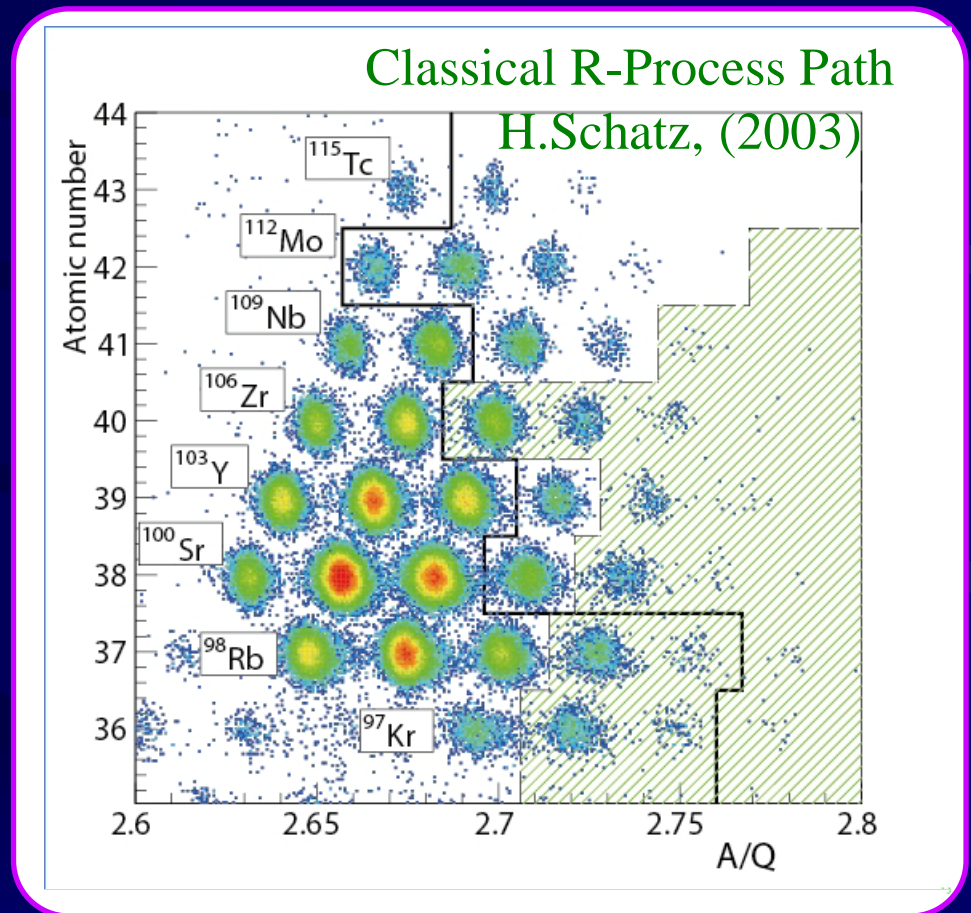 Classical R-Process Path
H.Schatz, (2003)
Atomic number
44
43
42
41
40
39
38
37
36
¹¹⁵Tc
¹¹²Mo
¹⁰⁹Nb
¹⁰⁶Zr
¹⁰³Y
¹⁰⁰Sr
⁹⁸Rb
⁹⁷Kr
2.6 2.65 2.7 2.75 2.8
A/Q